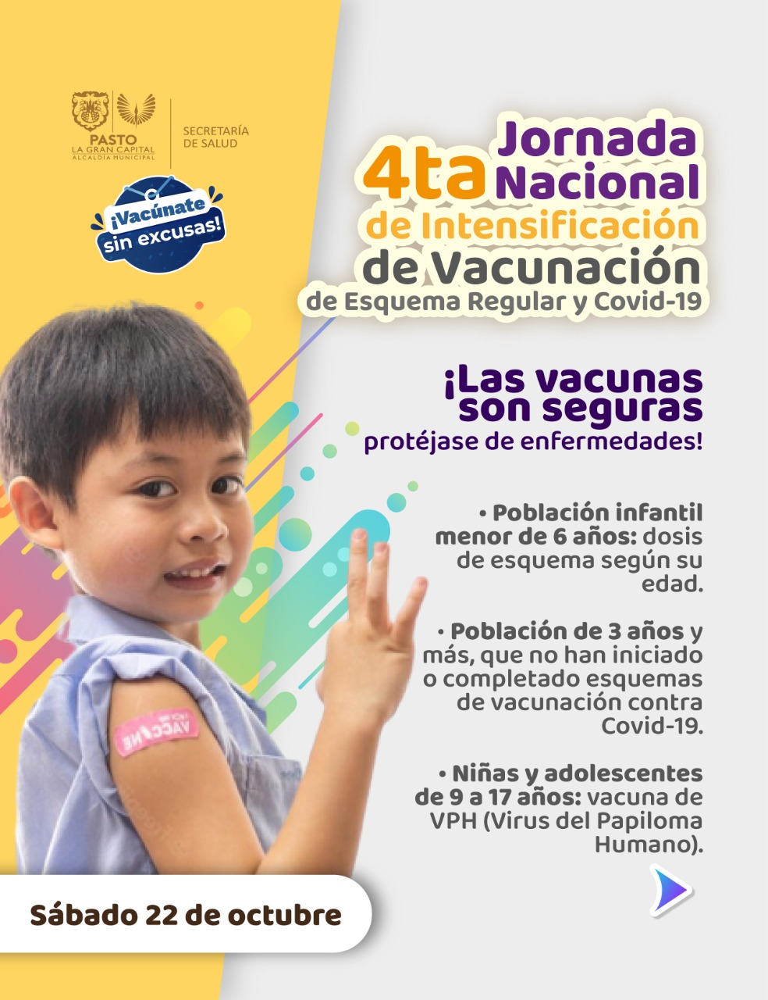 PASTO
LA GRAN CAPITAL
ALCALDÍA MUNICIPAL
SECRETARÍA
DE SALUD
¡Vacúnate
sin excusas!
4ta Jornada
Nacional
de Intensificación
de Vacunación
de Esquema Regular y Covid-19
¡Las vacunas
son seguras
protéjase de enfermedades!
• Población infantil
menor de 6 años: dosis
de esquema según su
edad.
• Población de 3 años y
más, que no han iniciado
o completado esquemas
de vacunación contra
Covid-19.
• Niñas y adolescentes
de 9 a 17 años: vacuna de
VPH (Virus del Papiloma
Humano).
VACCINE
Sábado 22 de octubre